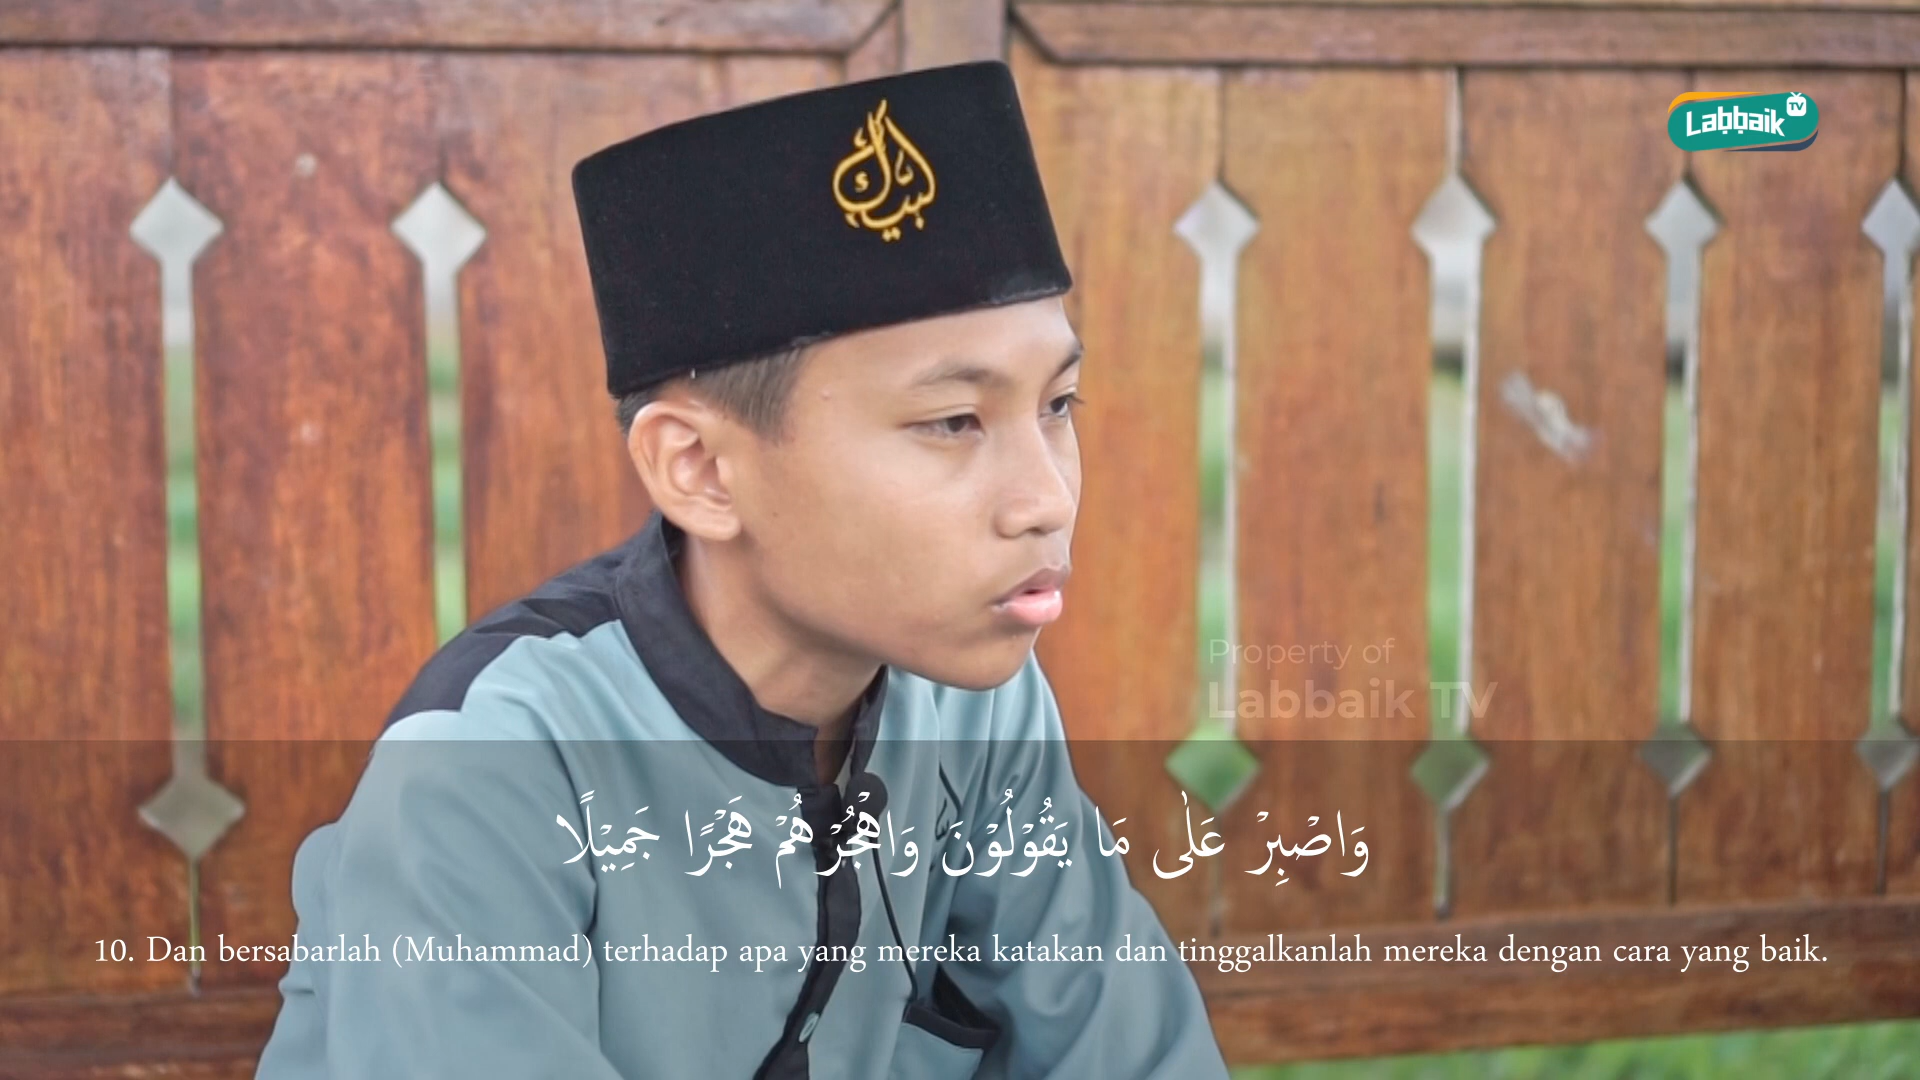 لبيك
Labbaik TV
Property of
Labbaik TV
وَاصْبِرْ عَلٰى مَا يَقُوْلُوْنَ وَاهْجُرْهُمْ هَجْرًا جَمِيْلًا
10. Dan bersabarlah (Muhammad) terhadap apa yang mereka katakan dan tinggalkanlah mereka dengan cara yang baik.